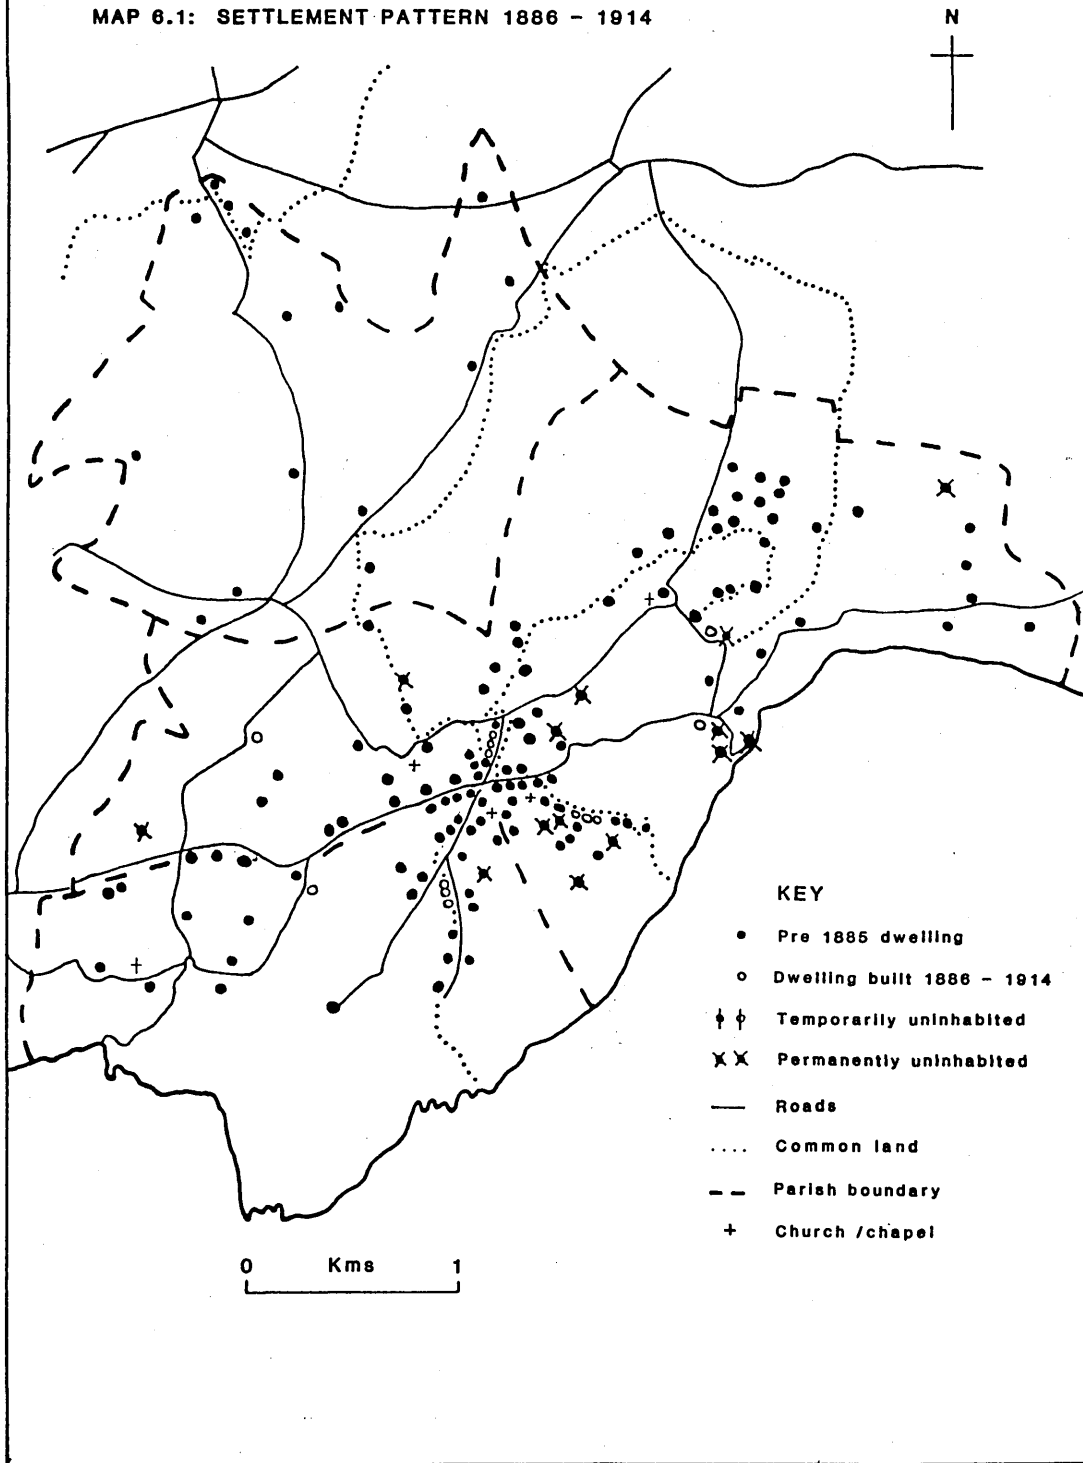 MAP 6.1: SETTLEMENT PATTERN 1886 – 1914
N
KEY
Pre 1885 dwelling
Dwelling built 1886 – 1914
Temporarily uninhabited
Permanently uninhabited
Roads
Common land
Parish boundary
Church /chapel
0 Kms 1